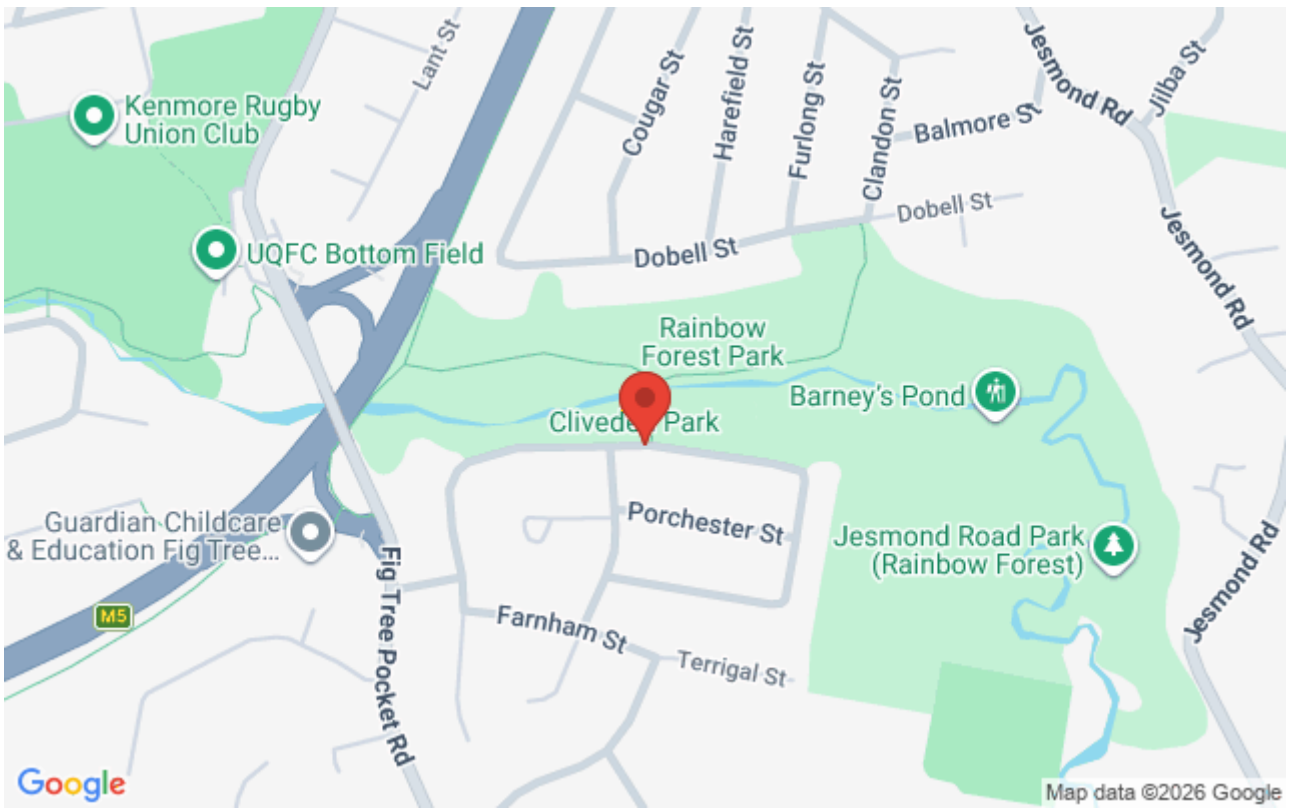 Lant St
Cougar St
Harefield St
Furlong St
Clandon St
Balmore St
Jesmond Rd
Jilba St
Kenmore Rugby
Union Club
UQFC Bottom Field
Dobell St
Dobell St
Jesmond Rd
Rainbow
Forest Park
Barney's Pond
Cliveden Park
Guardian Childcare
& Education Fig Tree...
Porchester St
Jesmond Road Park
(Rainbow Forest)
Jesmond Rd
M5
Fig Tree Pocket Rd
Farnham St
Terrigal St
Google
Map data ©2026 Google